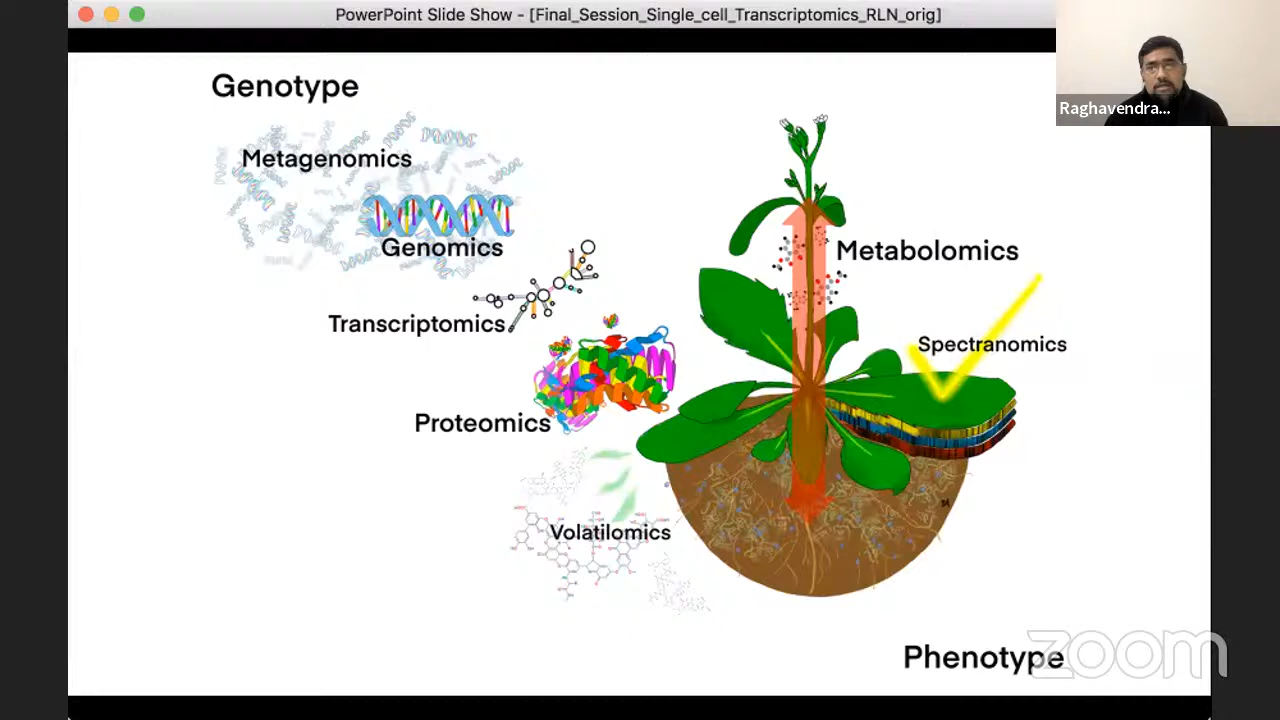 PowerPoint Slide Show - [Final_Session_Single_cell_Transcriptomics_RLN_orig]
Raghavendra...
Genotype
Metagenomics
Genomics
Metabolomics
Transcriptomics
Spectranomics
Proteomics
Volatilomics
Phenotype
zoom